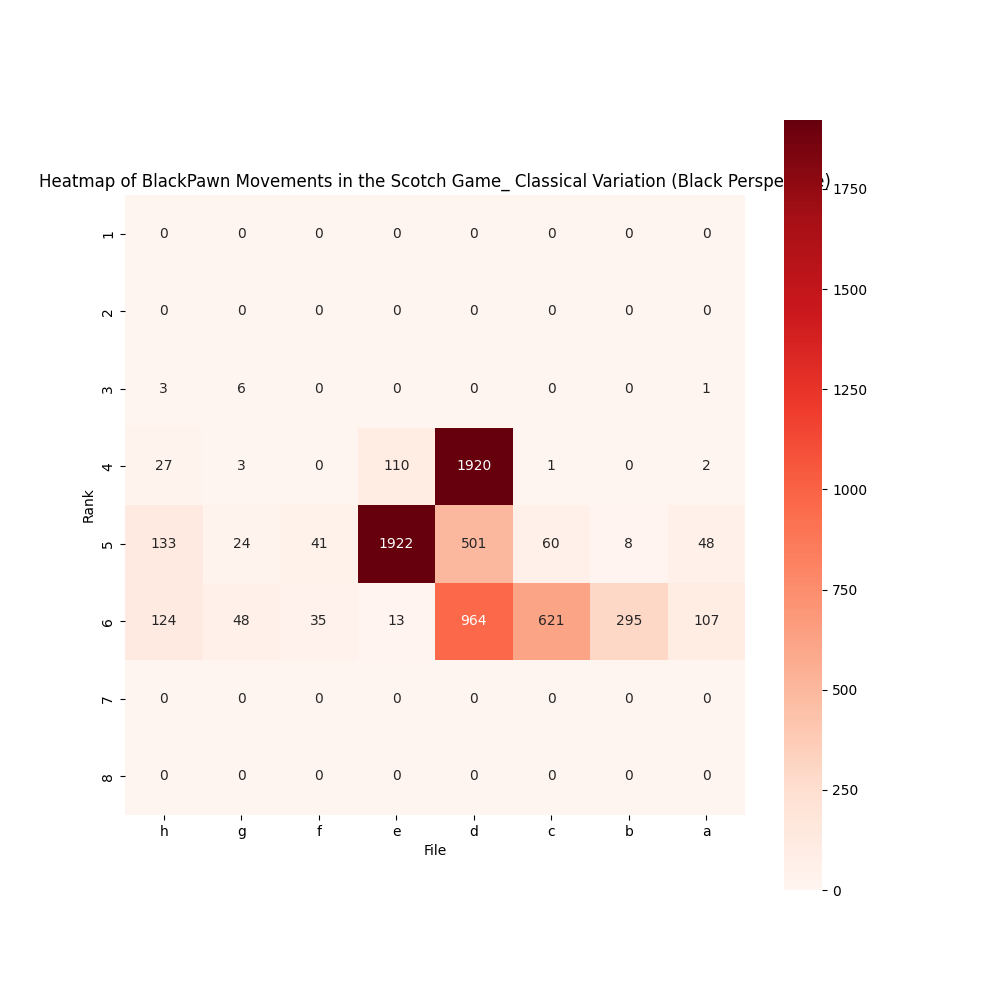 Heatmap of BlackPawn Movements in the Scotch Game_ Classical Variation (Black Perspe e)
1750
1 0 0 0 0 0 0 0 0
1500
2 0 0 0 0 0 0 0 0
1250
3 3 6 0 0 0 0 0 1
4 27 3 0 110 1920 1 0 2
1000
Rank
5 133 24 41 1922 501 60 8 48
750
6 124 48 35 13 964 621 295 107
500
7 0 0 0 0 0 0 0 0
250
8 0 0 0 0 0 0 0 0
h g f e d c b a
File
0